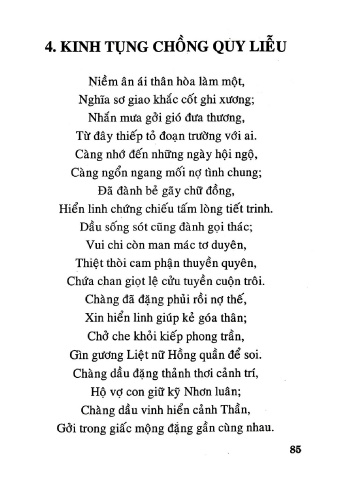 4. KINH TỤNG CHỒNG QUY LIỄU
Niềm ân ái thân hòa làm một,
Nghĩa sơ giao khắc cốt ghi xương;
Nhắn mưa gởi gió đưa thương,
Từ đây thiếp tỏ đoạn trường với ai.
Càng nhớ đến những ngày hội ngộ,
Càng ngổn ngang mối nợ tình chung;
Đã đành bẻ gãy chữ đồng,
Hiển linh chứng chiếu tấm lòng tiết trinh.
Dẫu sống sót cũng đành gọi thác;
Vui chi còn man mác tơ duyên,
Thiệt thòi cam phận thuyền quyên,
Chứa chan giọt lệ cửu tuyền cuộn trôi.
Chàng đã đặng phủi rồi nợ thế,
Xin hiển linh giúp kẻ góa thân;
Chở che khỏi kiếp phong trần,
Gìn gương Liệt nữ Hồng quần để soi.
Chàng dầu đặng thảnh thơi cảnh trí,
Hộ vợ con giữ kỹ Nhơn luân;
Chàng dầu vinh hiển cảnh Thần,
Gởi trong giấc mộng đặng gần cùng nhau.
85